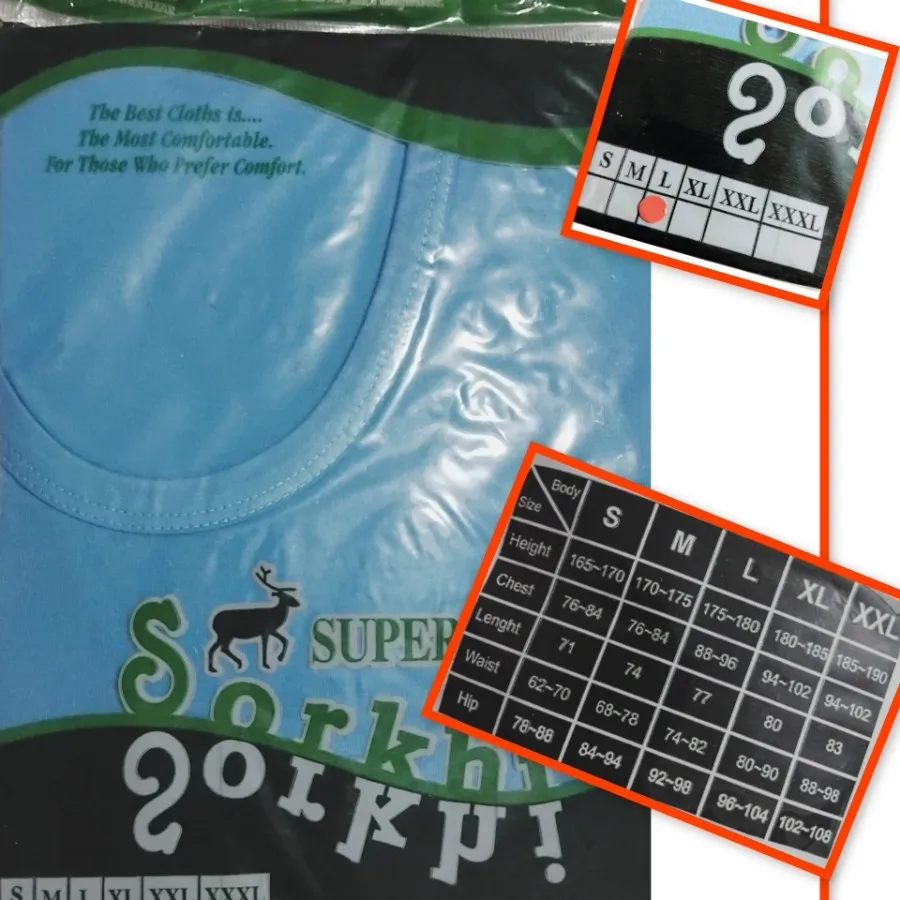 UNDERWEAR
The Best Cloths is....
The Most Comfortable.
For Those Who Prefer Comfort.
SUPER
Sorkhi
Sorkhi
S M L XL XXL XXXL
So
S M L XL XXL XXXL
Body
Size S M L XL XXL
Height 165~170 170~175 175~180 180~185 185~190
Chest 76~84 76~84 88~96 94~102 94~102
Lenght 71 74 77 80 83
Waist 62~70 68~78 74~82 80~90 88~98
Hip 78~88 84~94 92~98 96~104 102~108